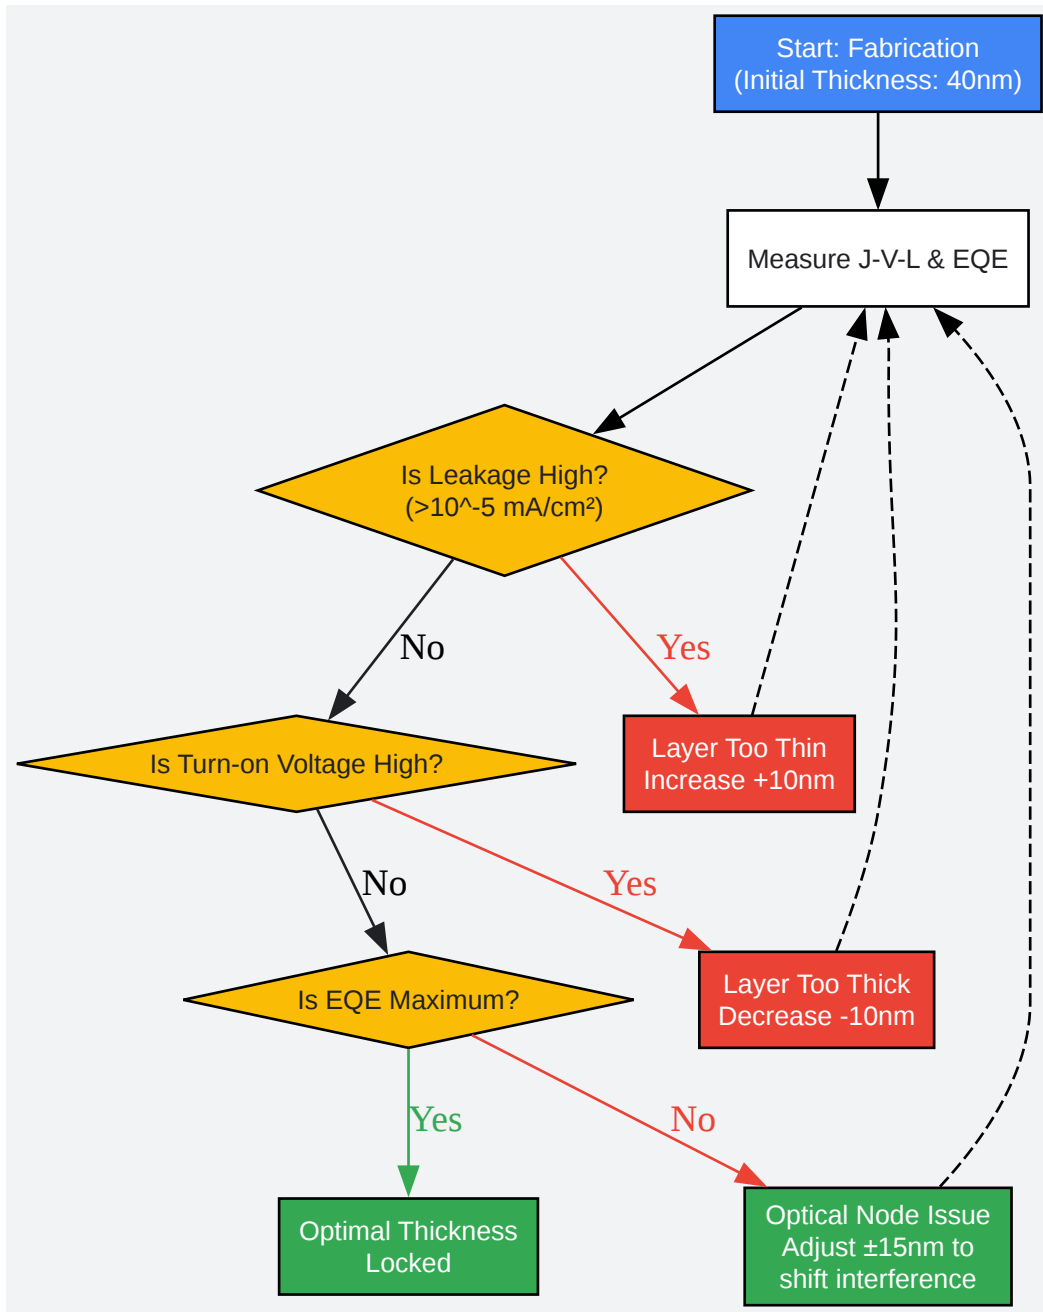 Start: Fabrication
(Initial Thickness: 40nm)
Measure J-V-L & EQE
Is Leakage High?
(>10^-5 mA/cm²)
No
Yes
Is Turn-on Voltage High?
Layer Too Thin
Increase +10nm
No
Yes
Is EQE Maximum?
Layer Too Thick
Decrease -10nm
Yes
No
Optimal Thickness
Locked
Optical Node Issue
Adjust ±15nm to
shift interference